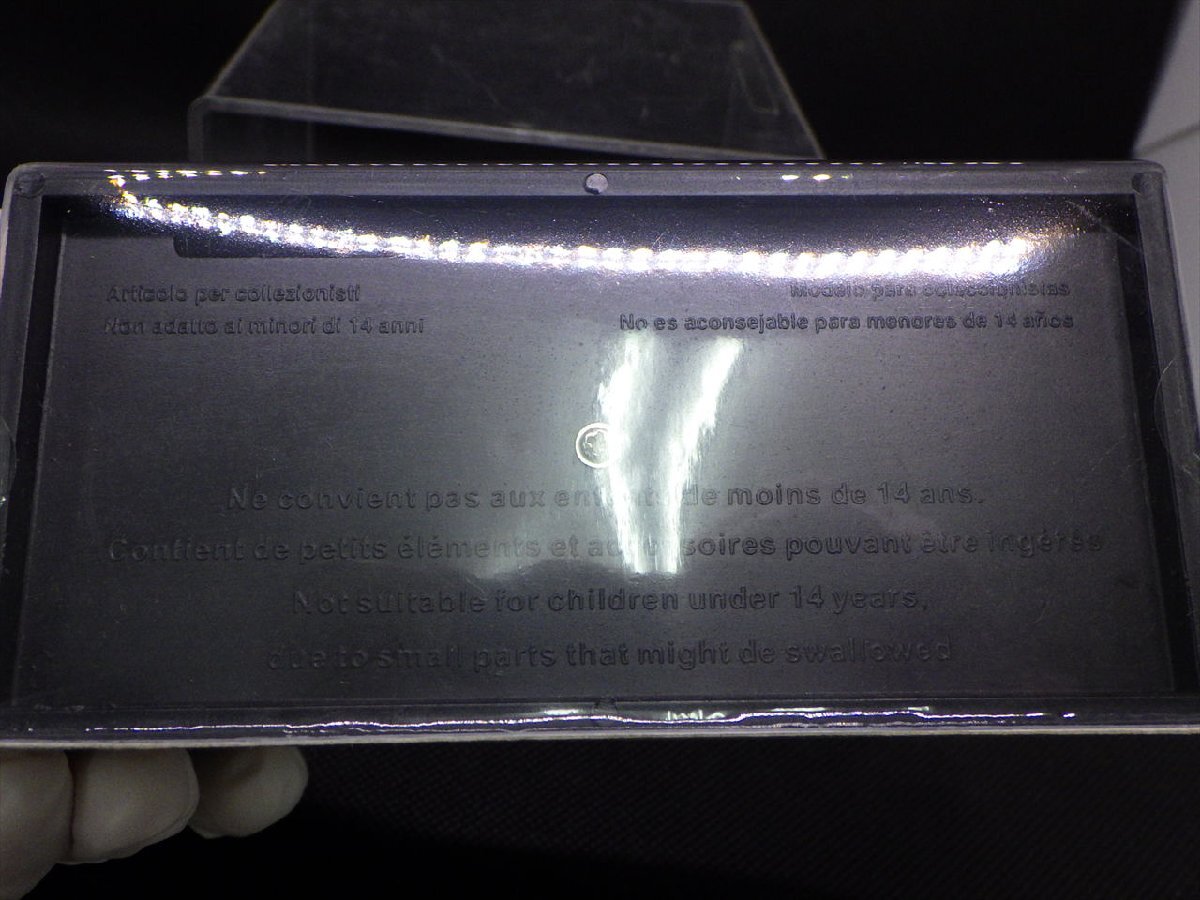 Articolo per collezionisti
Modelo para coleccionistas
Non adatto ai minori di 14 anni
No es aconsejable para menores de 14 años
Ne convient pas aux enfants de moins de 14 ans.
Contient de petits éléments et accessoires pouvant être ingérés
Not suitable for children under 14 years,
due to small parts that might de swallowed